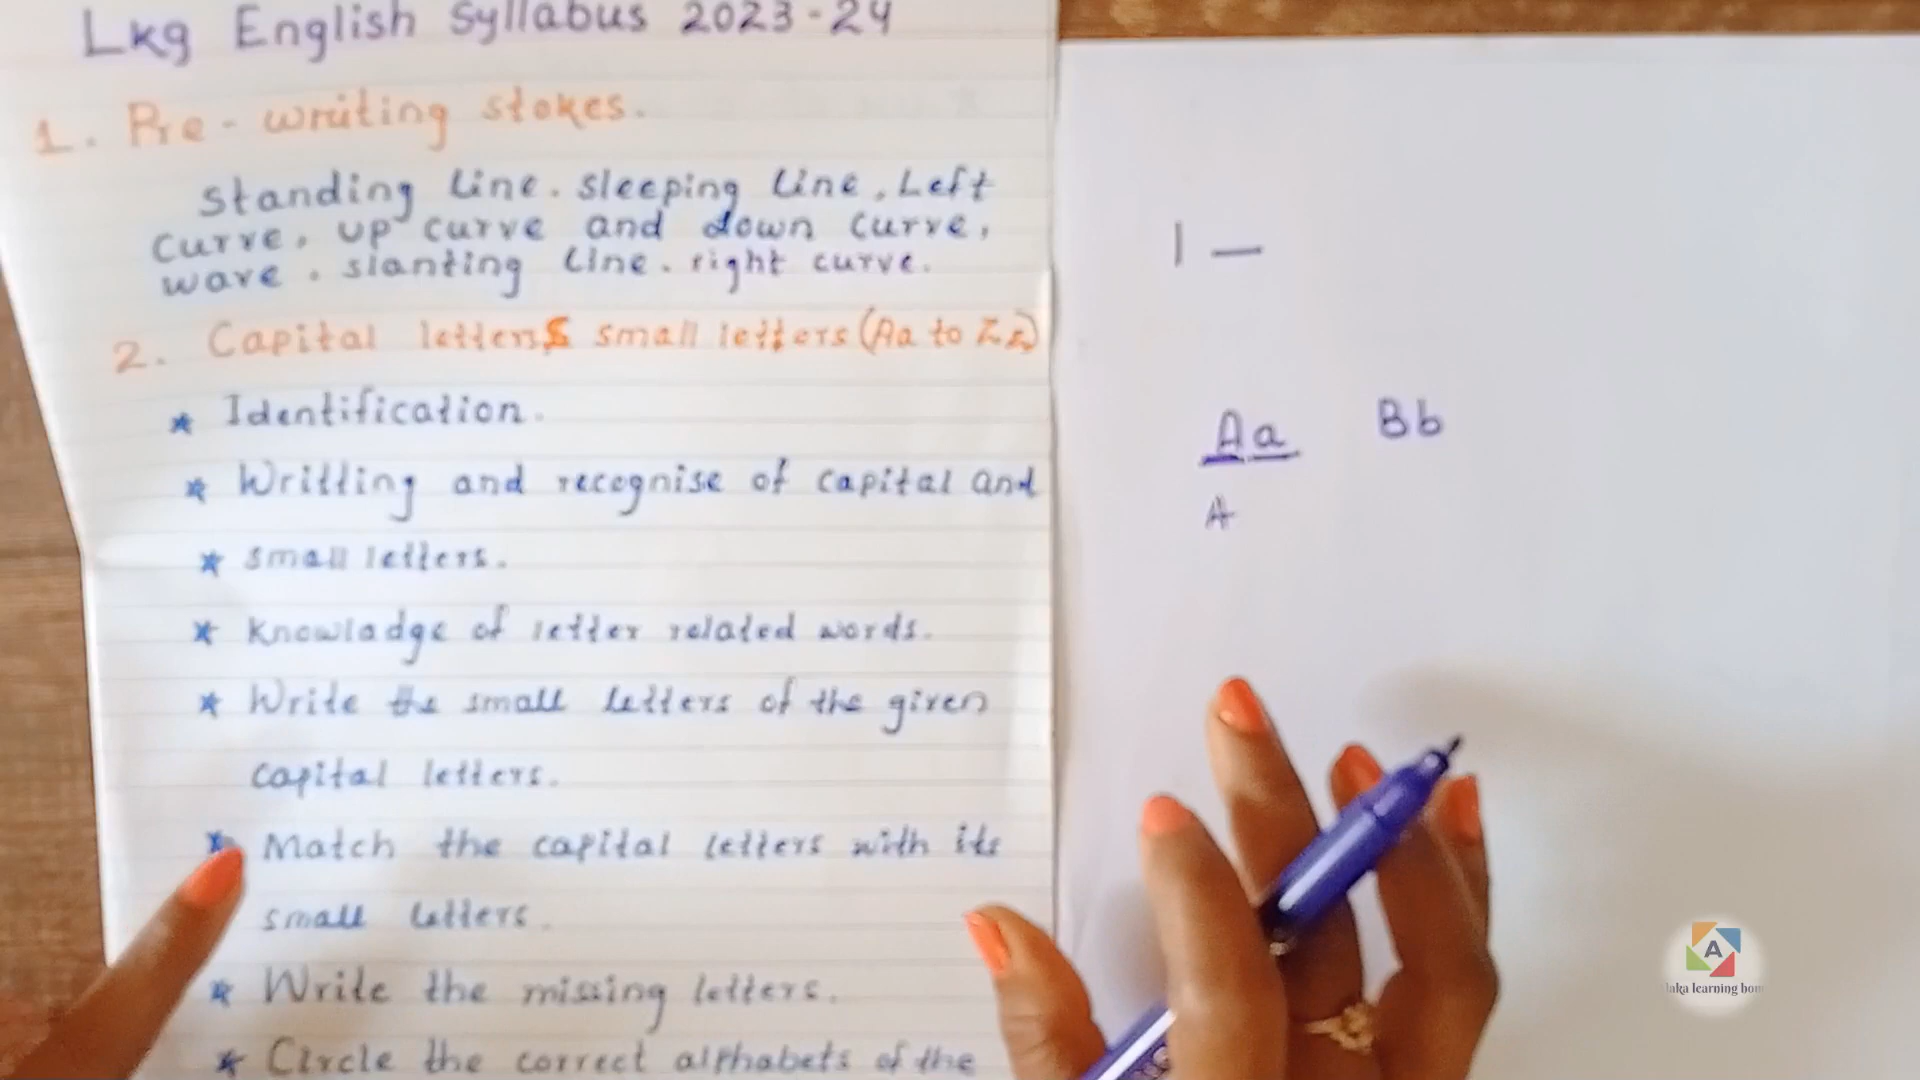 Lkg English Syllabus 2023-24
1. Pre-writing stokes.
Standing line. Sleeping line, Left
curve, up curve and down curve,
wave. slanting line. right curve.
2. Capital letters small letters (Aa to Zz)
* Identification.
* Writting and recognise of capital and
* small letters.
* Knowladge of letter related words.
* Write the small letters of the given
capital letters.
* Match the capital letters with its
small letters.
* Write the missing letters.
* Circle the correct alphabets of the
| —
Aa Bb
A
A
learning